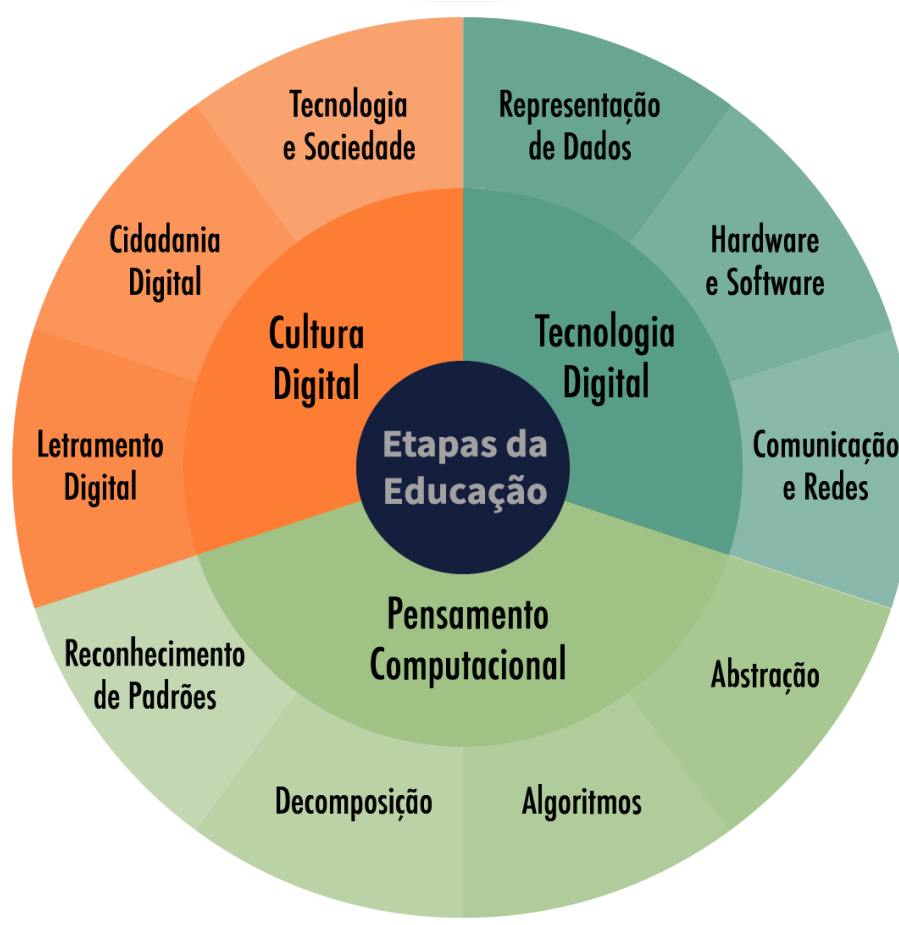 Tecnologia
e Sociedade
Representação
de Dados
Cidadania
Digital
Hardware
e Software
Cultura
Digital
Tecnologia
Digital
Letramento
Digital
Etapas da
Educação
Comunicação
e Redes
Pensamento
Computacional
Reconhecimento
de Padrões
Abstração
Decomposição
Algoritmos